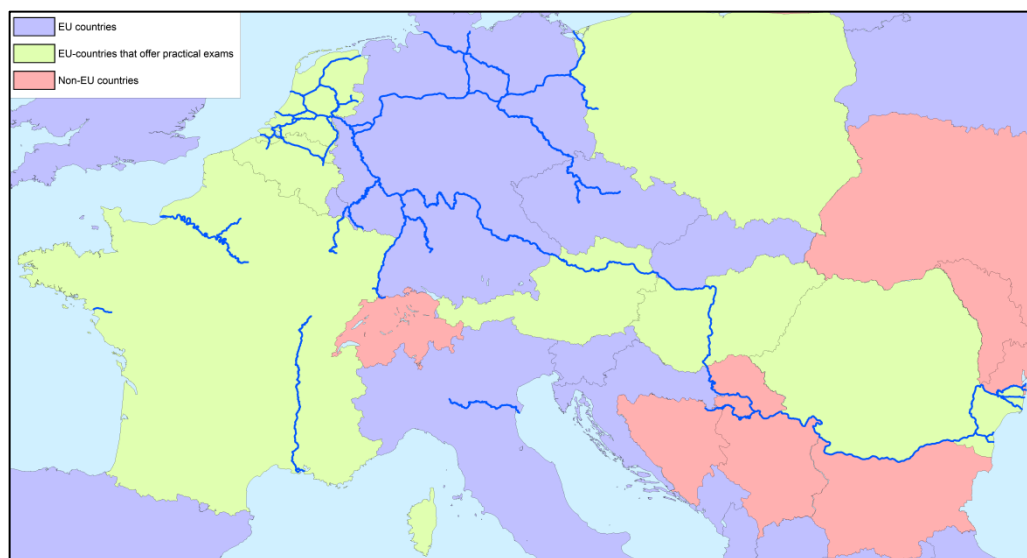 EU countries
EU-countries that offer practical exams
Non-EU countries